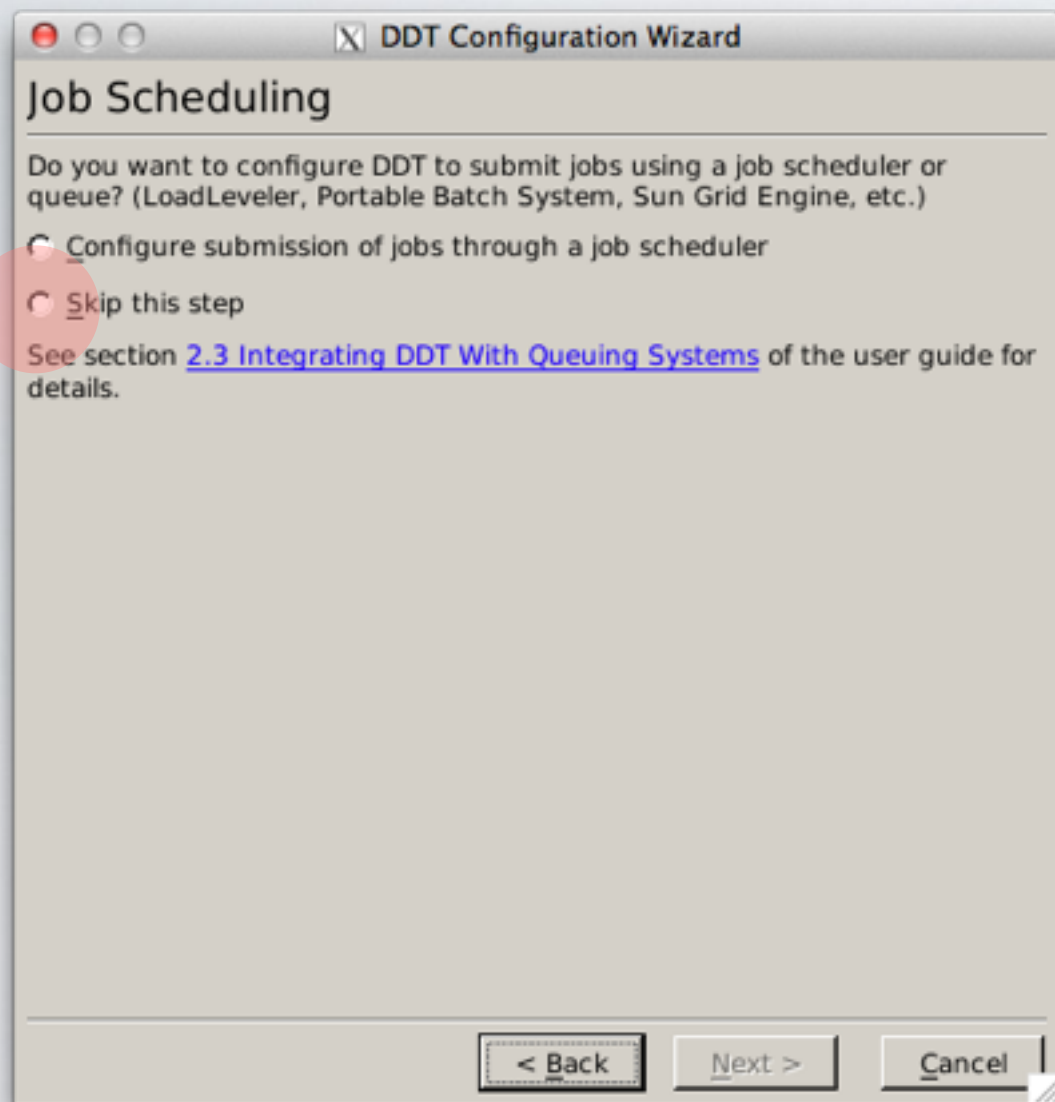 DDT Configuration Wizard
Job Scheduling
Do you want to configure DDT to submit jobs using a job scheduler or
queue? (LoadLeveler, Portable Batch System, Sun Grid Engine, etc.)
Configure submission of jobs through a job scheduler
Skip this step
See section 2.3 Integrating DDT With Queuing Systems of the user guide for
details.
< Back Next > Cancel